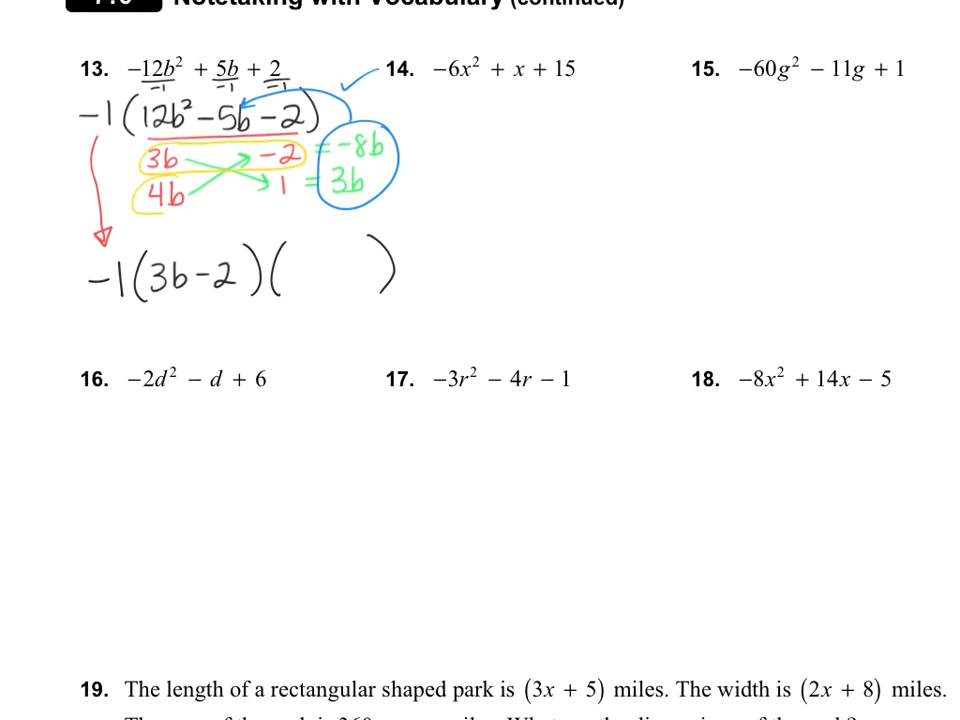 Notetaking with Vocabulary (continued)
13. −12b² + 5b + 2
14. −6x² + x + 15
15. −60g² − 11g + 1
−1 −1 −1
−1(12b² −5b −2)
3b −2 = −8b
4b 1 = 3b
−1(3b−2)( )
16. −2d² − d + 6
17. −3r² − 4r − 1
18. −8x² + 14x − 5
19. The length of a rectangular shaped park is (3x + 5) miles. The width is (2x + 8) miles.